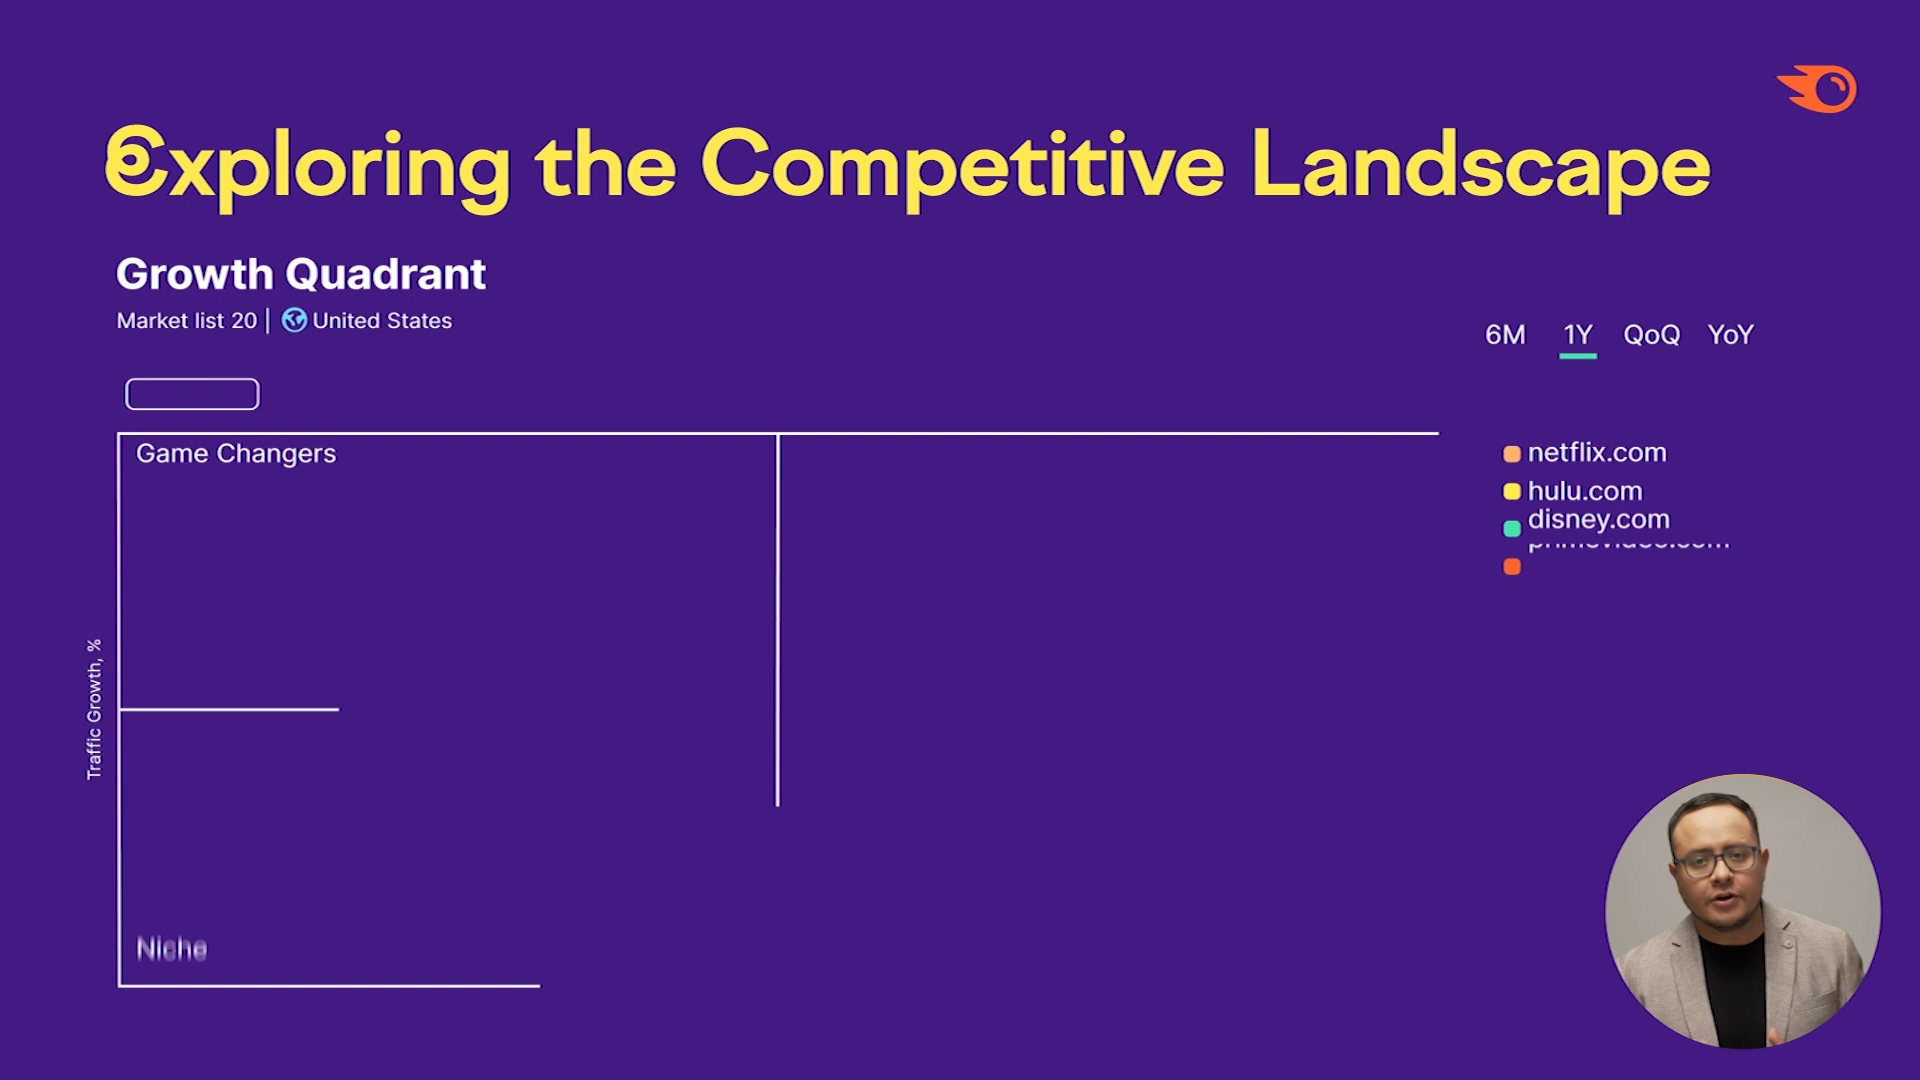 Exploring the Competitive Landscape
Growth Quadrant
Market list 20 | United States
6M 1Y QoQ YoY
Game Changers
netflix.com
hulu.com
disney.com
Traffic Growth, %
Niche